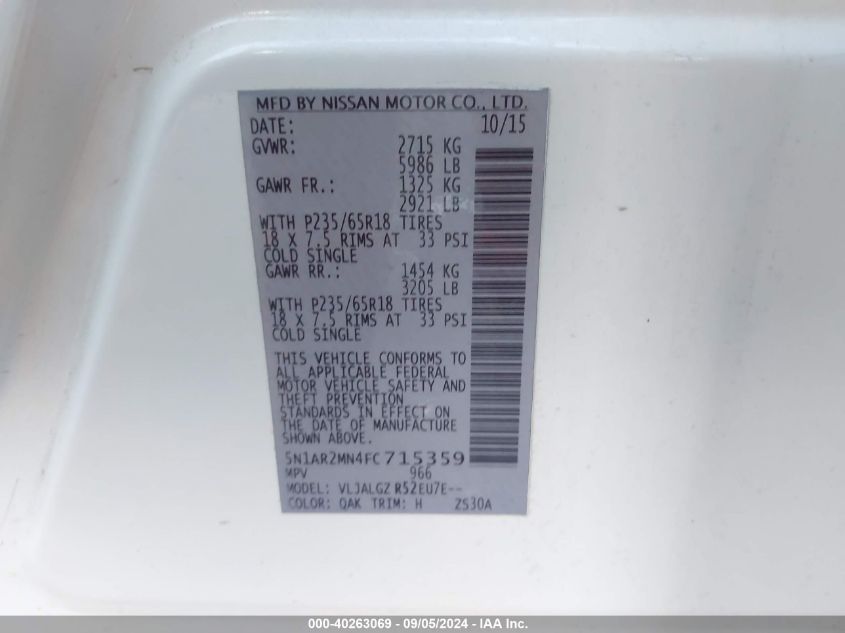 MFD BY NISSAN MOTOR CO., LTD.
DATE: 10/15
GVWR: 2715 KG
5986 LB
GAWR FR.: 1325 KG
2921 LB
WITH P235/65R18 TIRES
18 X 7.5 RIMS AT 33 PSI
COLD SINGLE
GAWR RR.: 1454 KG
3205 LB
WITH P235/65R18 TIRES
18 X 7.5 RIMS AT 33 PSI
COLD SINGLE
THIS VEHICLE CONFORMS TO
ALL APPLICABLE FEDERAL
MOTOR VEHICLE SAFETY AND
THEFT PREVENTION
STANDARDS IN EFFECT ON
THE DATE OF MANUFACTURE
SHOWN ABOVE.
5N1AR2MN4FC715359
MPV 966
MODEL: VLJALGZ R52EU7E--
COLOR: QAK TRIM: H ZS30A
000-40263069 - 09/05/2024 - IAA Inc.